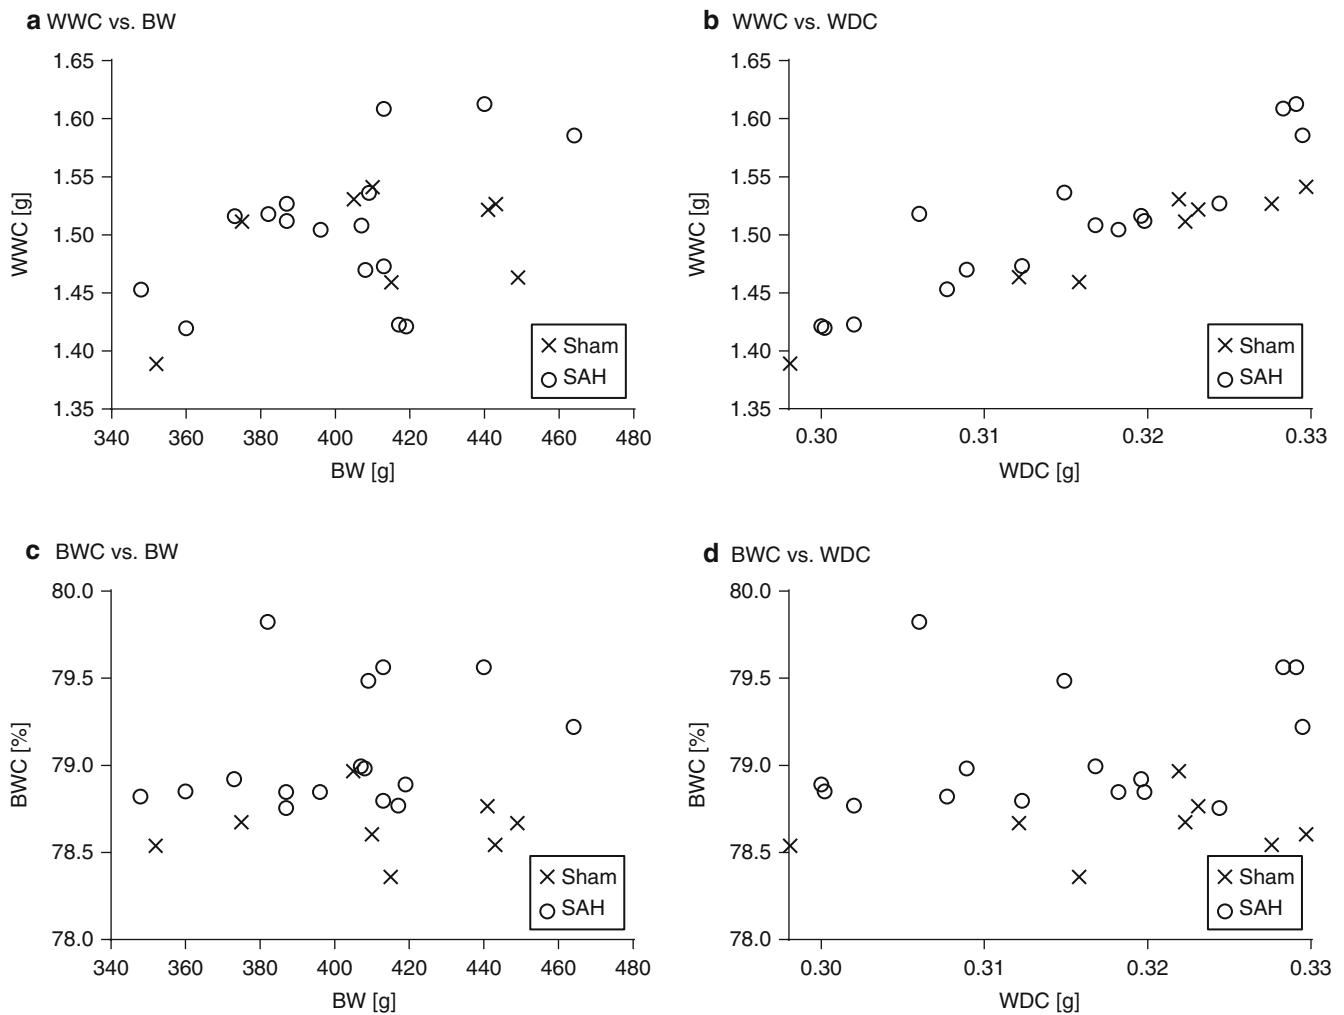 a WWC vs. BW
1.65
1.60
1.55
1.50
1.45
1.40
1.35
WWC [g]
340 360 380 400 420 440 460 480
BW [g]
Sham
SAH
b WWC vs. WDC
1.65
1.60
1.55
1.50
1.45
1.40
1.35
WWC [g]
0.30 0.31 0.32 0.33
WDC [g]
Sham
SAH
c BWC vs. BW
80.0
79.5
79.0
78.5
78.0
BWC [%]
340 360 380 400 420 440 460 480
BW [g]
Sham
SAH
d BWC vs. WDC
80.0
79.5
79.0
78.5
78.0
BWC [%]
0.30 0.31 0.32 0.33
WDC [g]
Sham
SAH